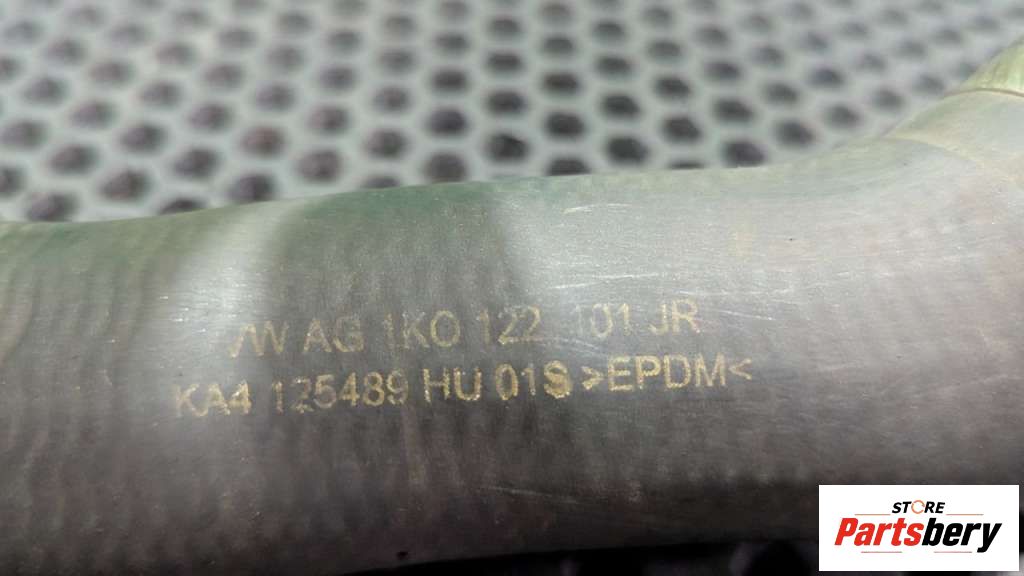 VW AG 1K0 122 101 JR
KA4 125489 HU 01S >EPDM<
STORE
Partsbery